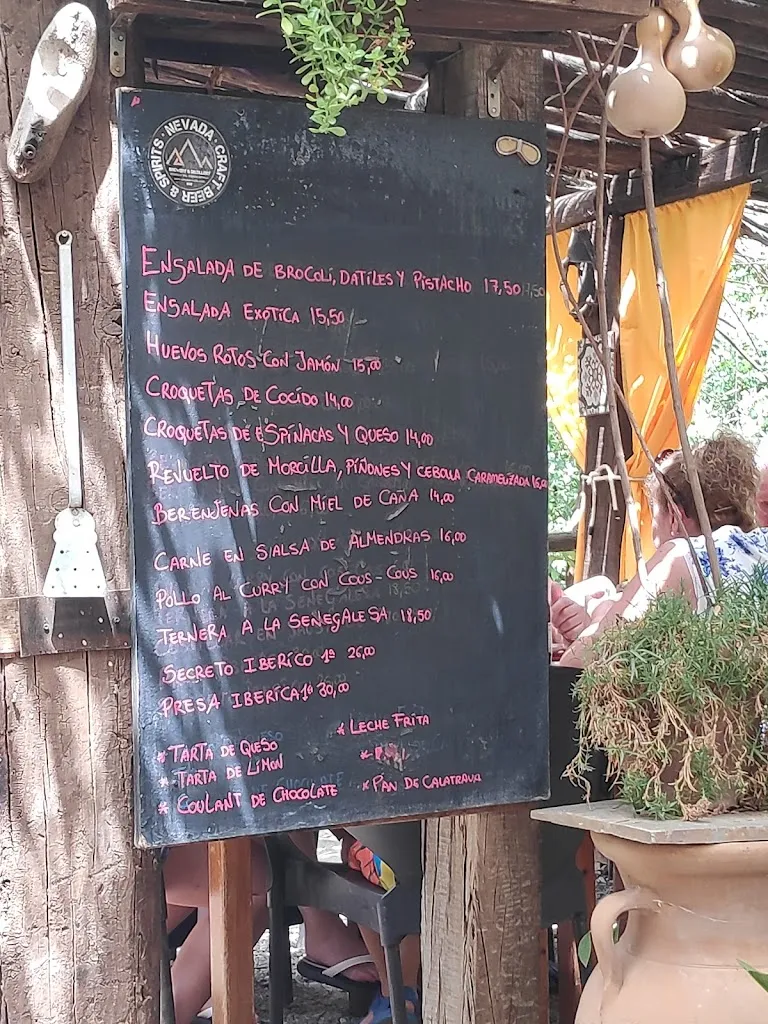 NEVADA CRAFT BEER & SPIRITS
ENSALADA DE BROCOLI, DATILES Y PISTACHO 17,50
ENSALADA EXOTICA 15,50
HUEVOS ROTOS CON JAMÓN 15,00
CROQUETAS DE COCIDO 14,00
CROQUETAS DE ESPINACAS Y QUESO 14,00
REVUELTO DE MORCILLA, PIÑONES Y CEBOLLA CARAMELIZADA 16,00
BERENJENAS CON MIEL DE CAÑA 14,00
CARNE EN SALSA DE ALMENDRAS 16,00
POLLO AL CURRY CON COUS-COUS 16,00
TERNERA A LA SENEGALESA 18,50
SECRETO IBERICO 1º 26,00
PRESA IBERICA 1º 30,00
* TARTA DE QUESO
* TARTA DE LIMON
* COULANT DE CHOCOLATE
* LECHE FRITA
*
* PAN DE CALATRAVA